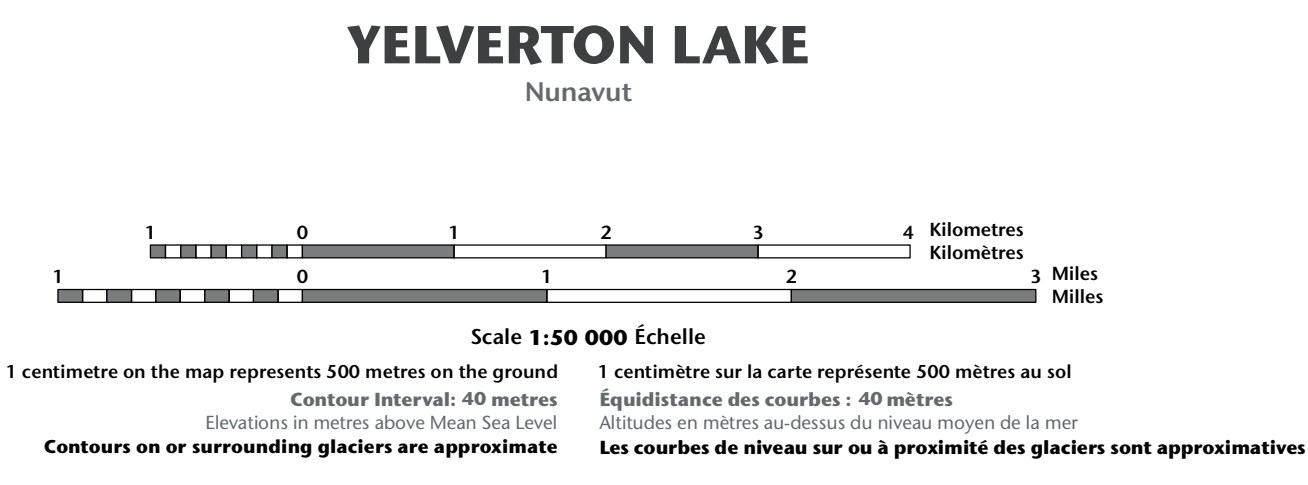 YELVERTON LAKE
Nunavut
1 0 1 2 3 4 Kilometres
Kilomètres
1 0 1 2 3 Miles
Milles
Scale 1:50 000 Échelle
1 centimetre on the map represents 500 metres on the ground
Contour Interval: 40 metres
Elevations in metres above Mean Sea Level
Contours on or surrounding glaciers are approximate
1 centimètre sur la carte représente 500 mètres au sol
Équidistance des courbes : 40 mètres
Altitudes en mètres au-dessus du niveau moyen de la mer
Les courbes de niveau sur ou à proximité des glaciers sont approximatives